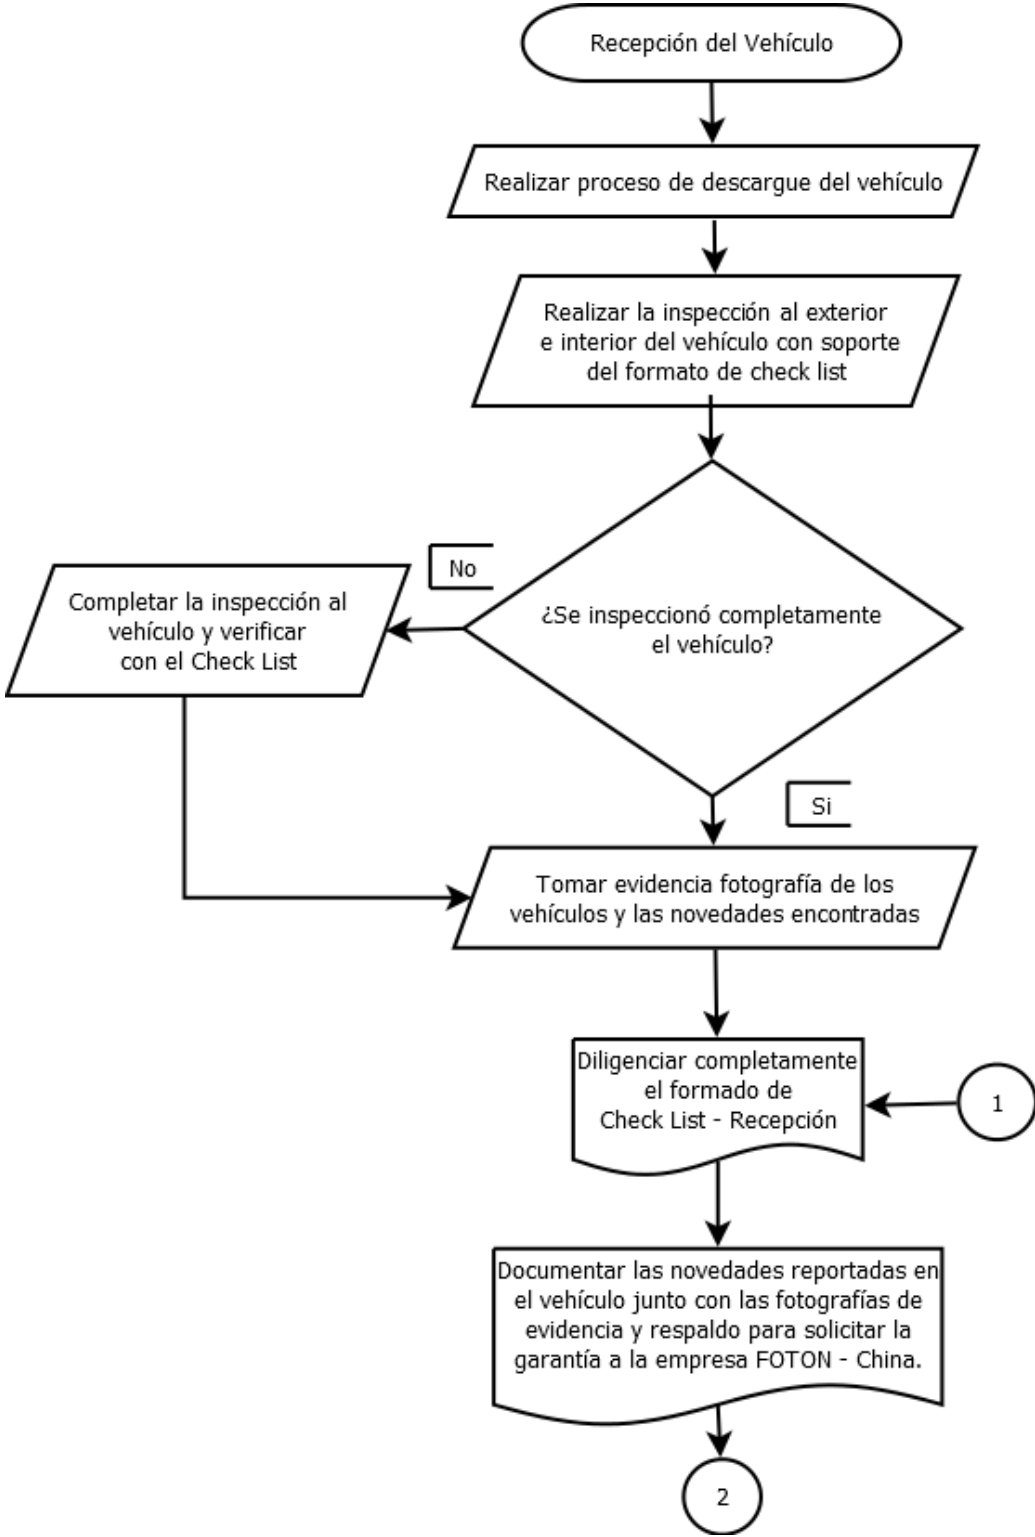 Recepción del Vehículo
Realizar proceso de descargue del vehículo
Realizar la inspección al exterior
e interior del vehículo con soporte
del formato de check list
¿Se inspeccionó completamente
el vehículo?
No
Completar la inspección al
vehículo y verificar
con el Check List
Si
Tomar evidencia fotografía de los
vehículos y las novedades encontradas
Diligenciar completamente
el formado de
Check List - Recepción
1
Documentar las novedades reportadas en
el vehículo junto con las fotografías de
evidencia y respaldo para solicitar la
garantía a la empresa FOTON - China.
2